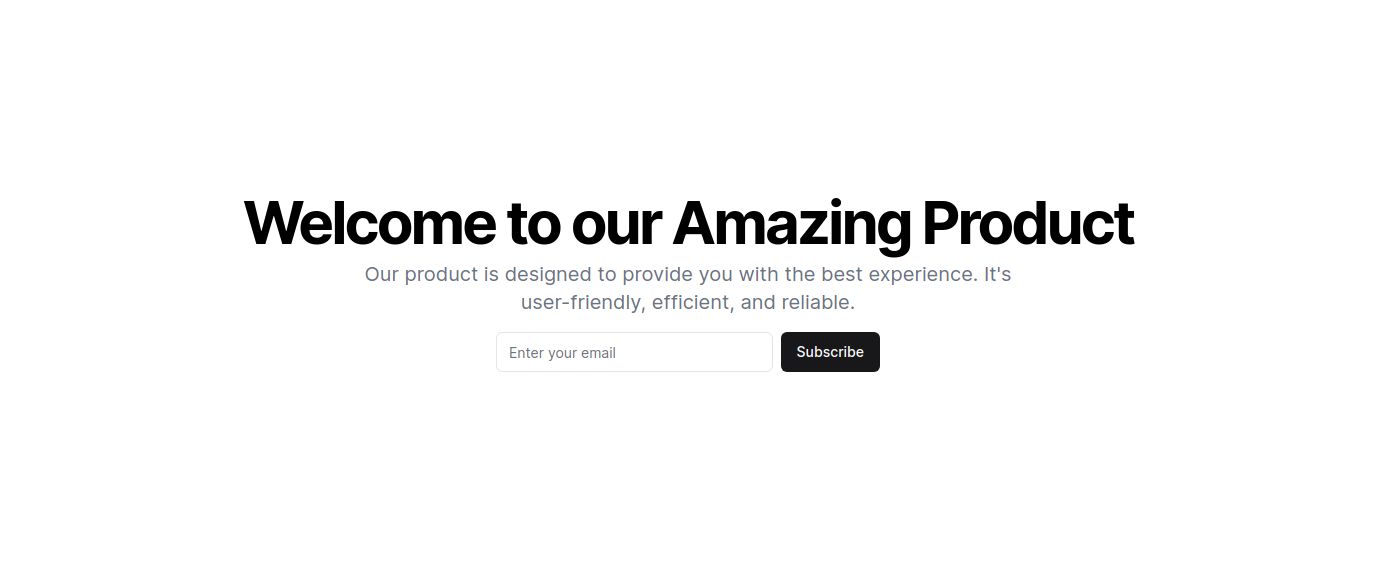 Welcome to our Amazing Product
Our product is designed to provide you with the best experience. It's
user-friendly, efficient, and reliable.
Enter your email
Subscribe